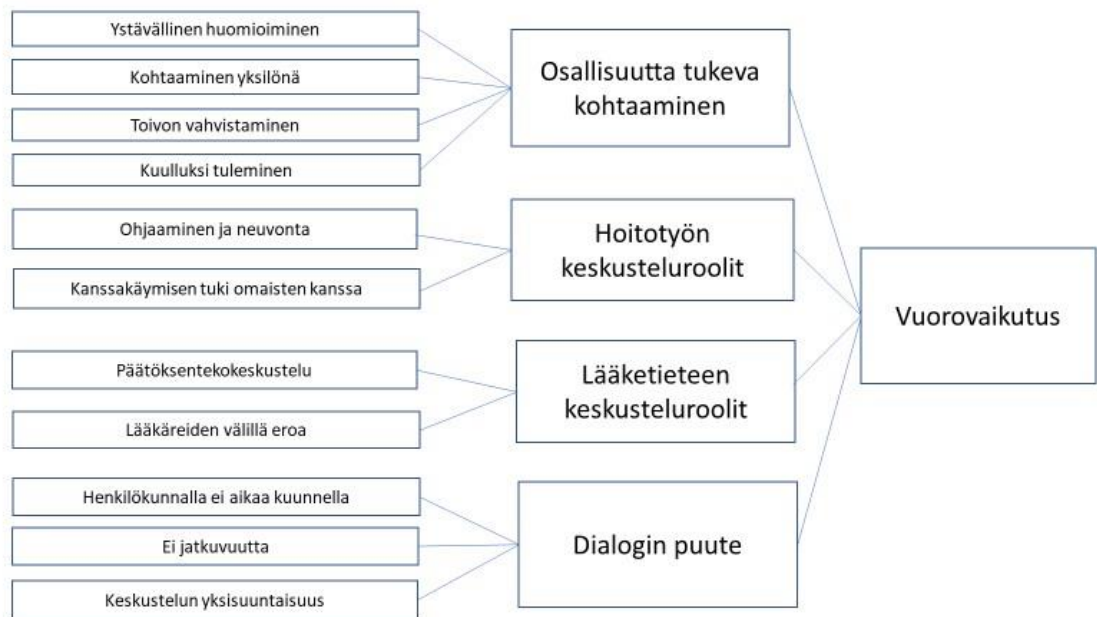 Ystävällinen huomioiminen
Kohtaaminen yksilönä
Toivon vahvistaminen
Kuulluksi tuleminen
Osallisuutta tukeva
kohtaaminen
Ohjaaminen ja neuvonta
Kanssakäymisen tuki omaisten kanssa
Hoitotyön
keskusteluroolit
Päätöksentekokeskustelu
Lääkäreiden välillä eroa
Lääketieteen
keskusteluroolit
Henkilökunnalla ei aikaa kuunnella
Ei jatkuvuutta
Keskustelun yksisuuntaisuus
Dialogin puute
Vuorovaikutus